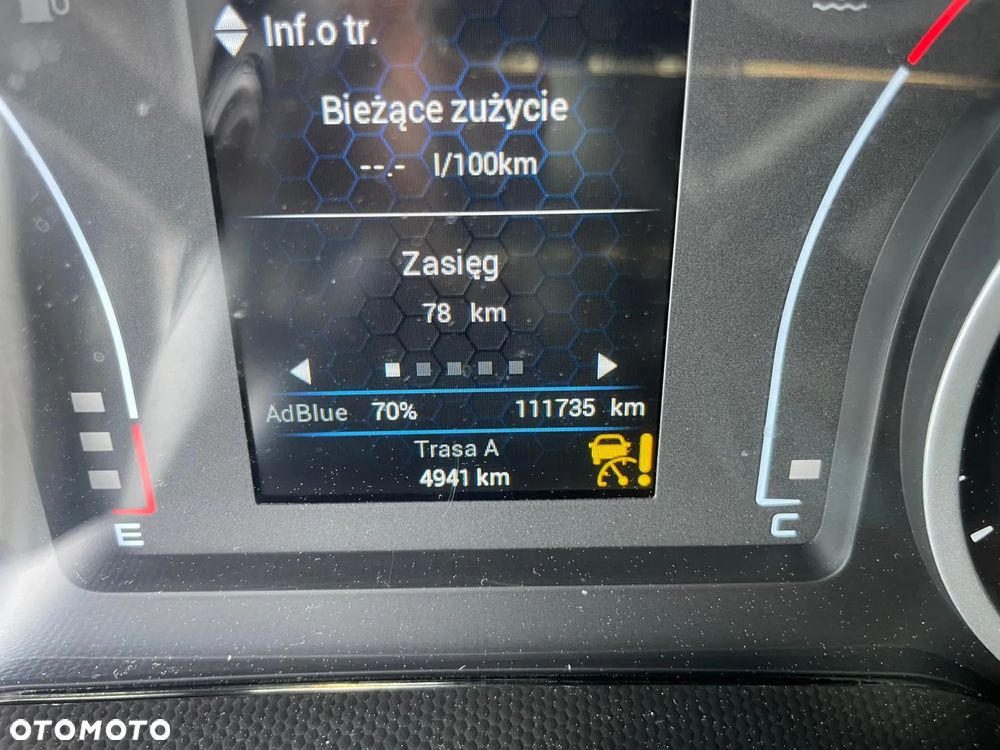 Inf.o tr.
Bieżące zużycie
--.- l/100km
Zasięg
78 km
AdBlue 70% 111735 km
Trasa A
4941 km
E
C
OTOMOTO